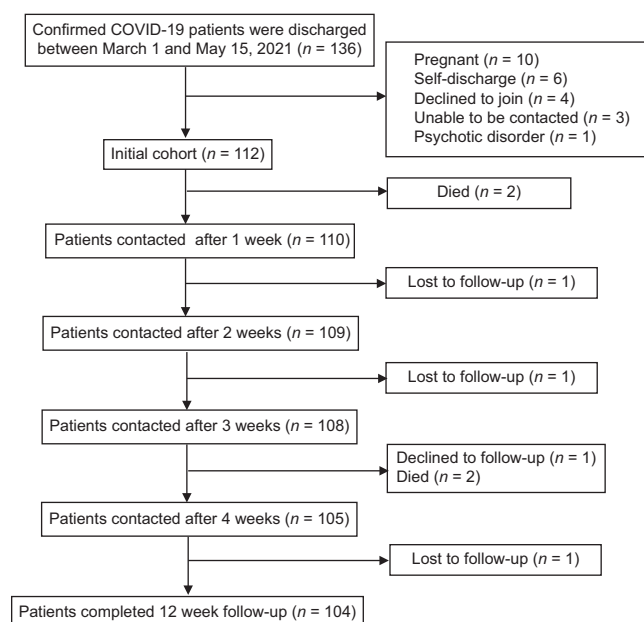 Confirmed COVID-19 patients were discharged
between March 1 and May 15, 2021 (n = 136)
Pregnant (n = 10)
Self-discharge (n = 6)
Declined to join (n = 4)
Unable to be contacted (n = 3)
Psychotic disorder (n = 1)
Initial cohort (n = 112)
Died (n = 2)
Patients contacted after 1 week (n = 110)
Lost to follow-up (n = 1)
Patients contacted after 2 weeks (n = 109)
Lost to follow-up (n = 1)
Patients contacted after 3 weeks (n = 108)
Declined to follow-up (n = 1)
Died (n = 2)
Patients contacted after 4 weeks (n = 105)
Lost to follow-up (n = 1)
Patients completed 12 week follow-up (n = 104)